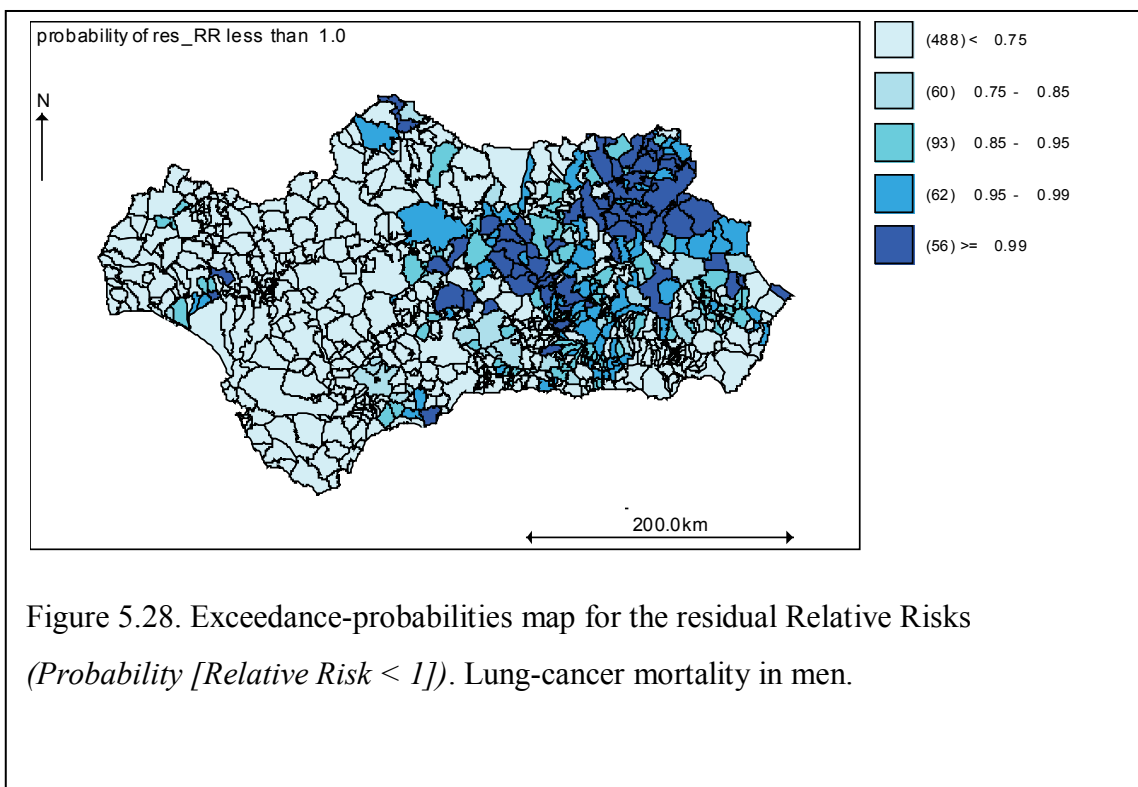 probability of res_RR less than 1.0
N
200.0km
(488) < 0.75
(60) 0.75 - 0.85
(93) 0.85 - 0.95
(62) 0.95 - 0.99
(56) >= 0.99
Figure 5.28. Exceedance-probabilities map for the residual Relative Risks
(Probability [Relative Risk < 1]). Lung-cancer mortality in men.